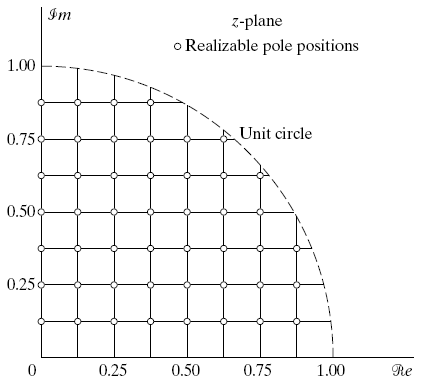 ℐm
z-plane
Realizable pole positions
1.00
0.75
Unit circle
0.50
0.25
0 0.25 0.50 0.75 1.00 ℛe